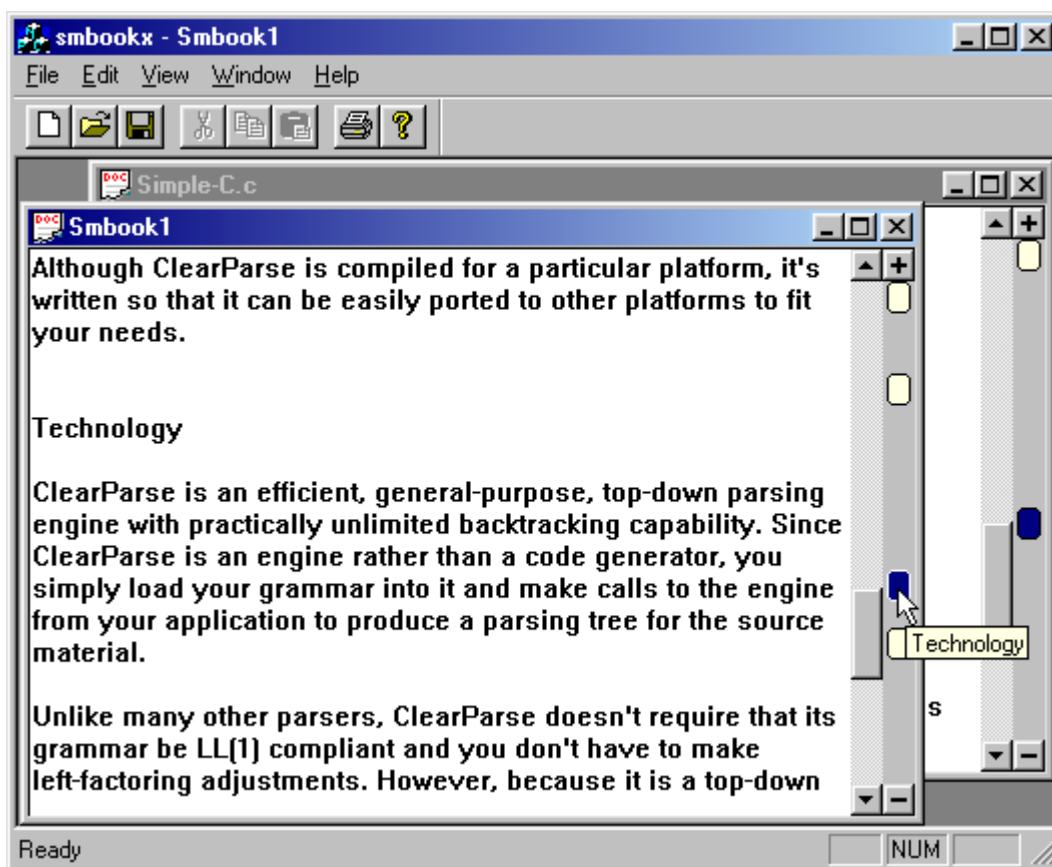 smbookx - Smbook1
File Edit View Window Help
Simple-C.c
Smbook1
Although ClearParse is compiled for a particular platform, it's
written so that it can be easily ported to other platforms to fit
your needs.
Technology
ClearParse is an efficient, general-purpose, top-down parsing
engine with practically unlimited backtracking capability. Since
ClearParse is an engine rather than a code generator, you
simply load your grammar into it and make calls to the engine
from your application to produce a parsing tree for the source
material.
Technology
Unlike many other parsers, ClearParse doesn't require that its
grammar be LL(1) compliant and you don't have to make
left-factoring adjustments. However, because it is a top-down
s
Ready NUM